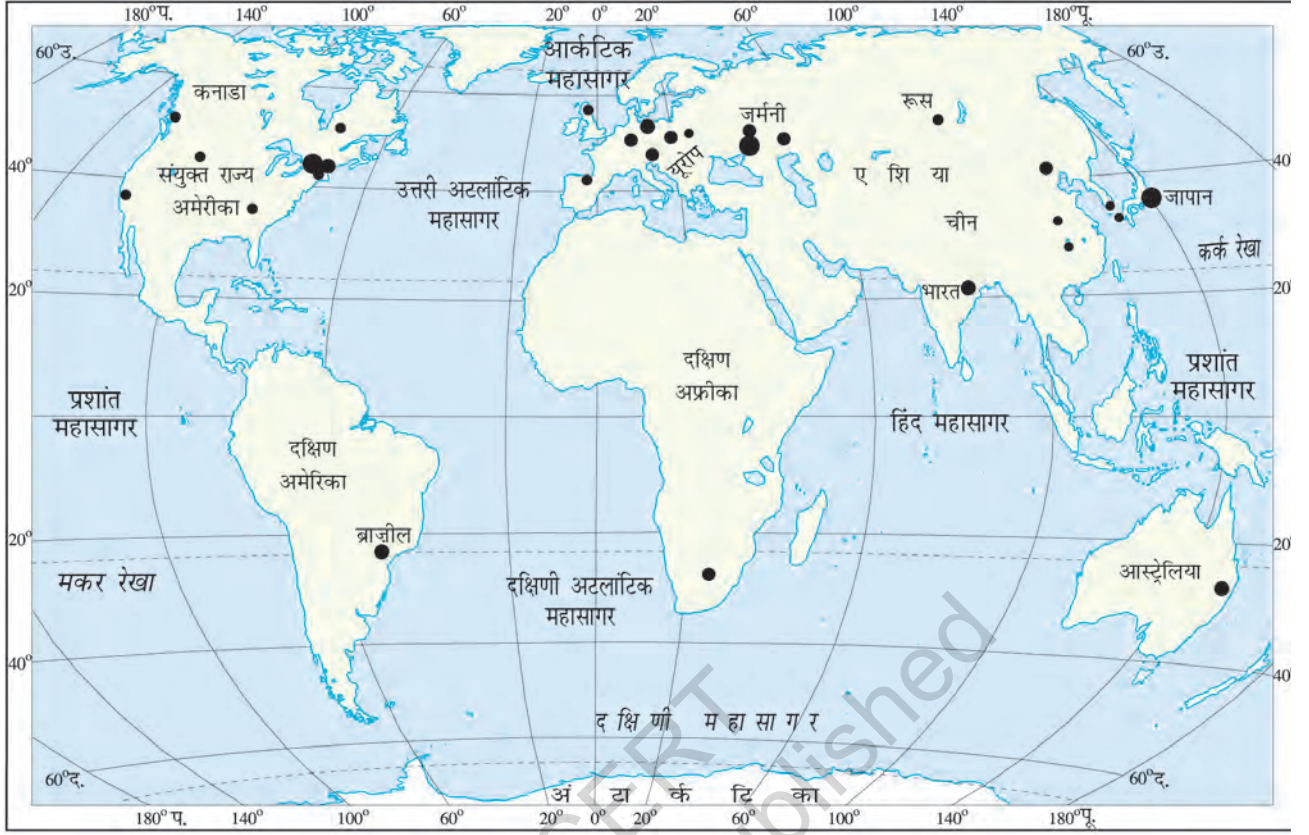 180°प. 140° 100° 20° 0° 20° 60° 100° 140° 180°पू.
60°उ.
60°उ.
आर्कटिक
महासागर
कनाडा
जर्मनी
रूस
40°
40°
संयुक्त राज्य
अमेरीका
यूरोप
ए शि या
उत्तरी अटलांटिक
महासागर
जापान
चीन
कर्क रेखा
20°
20°
भारत
दक्षिण
अफ्रीका
प्रशांत
महासागर
प्रशांत
महासागर
हिंद महासागर
दक्षिण
अमेरिका
ब्राज़ील
20°
20°
मकर रेखा
दक्षिणी अटलांटिक
महासागर
आस्ट्रेलिया
40°
40°
द क्षि णी म हा सा ग र
60°द.
60°द.
अं टा र्क टि का
180°प. 140° 100° 20° 0° 20° 60° 100° 140° 180°पू.